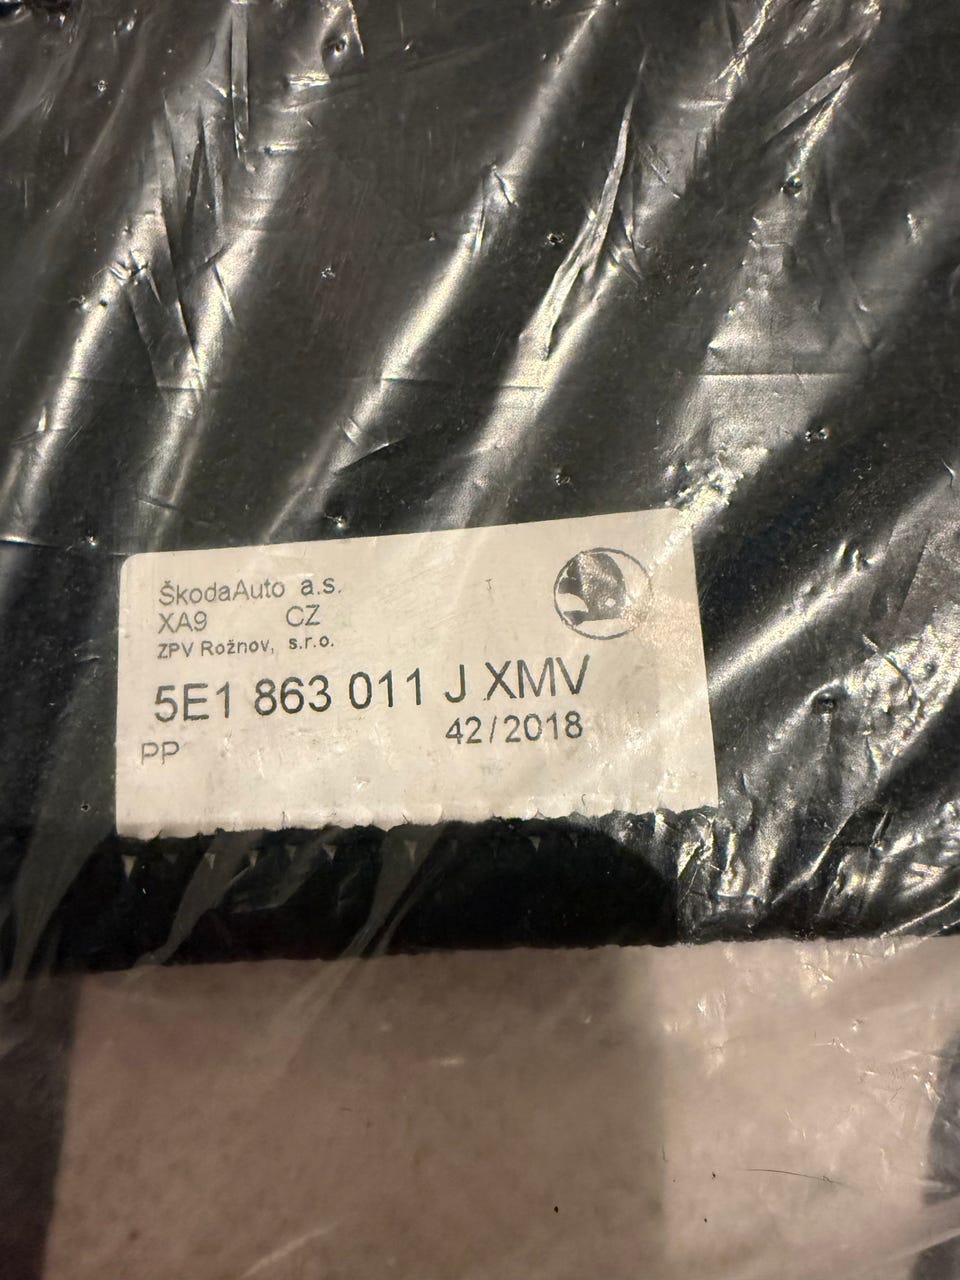 ŠkodaAuto a.s.
XA9 CZ
ZPV Rožnov, s.r.o.
5E1 863 011 J XMV
42/2018
PP